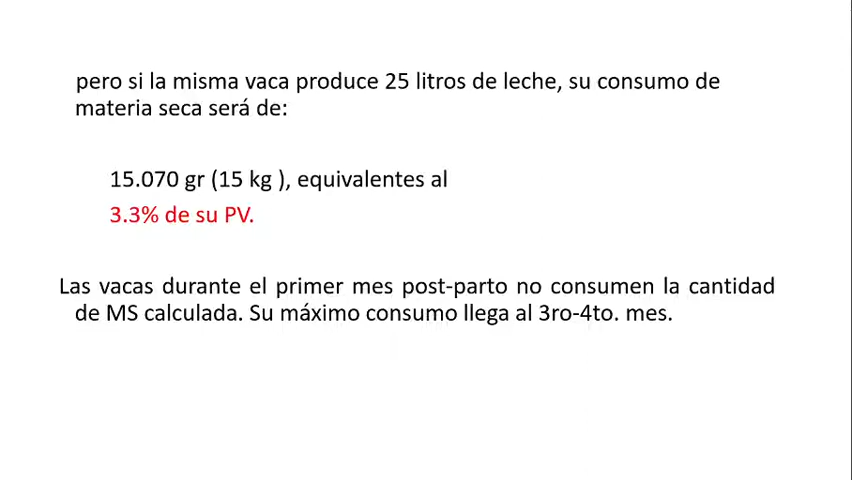 pero si la misma vaca produce 25 litros de leche, su consumo de
materia seca será de:
15.070 gr (15 kg ), equivalentes al
3.3% de su PV.
Las vacas durante el primer mes post-parto no consumen la cantidad
de MS calculada. Su máximo consumo llega al 3ro-4to. mes.